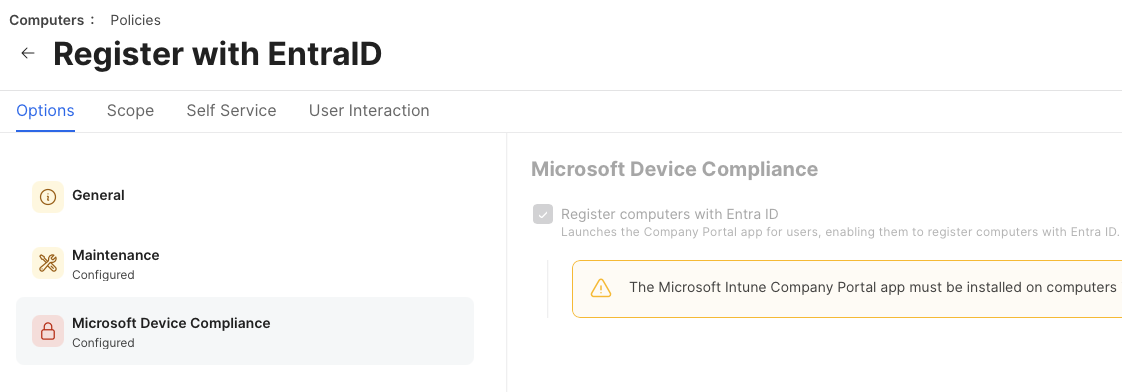 Computers : Policies
Register with EntraID
Options Scope Self Service User Interaction
General
Maintenance
Configured
Microsoft Device Compliance
Configured
Microsoft Device Compliance
Register computers with Entra ID
Launches the Company Portal app for users, enabling them to register computers with Entra ID.
The Microsoft Intune Company Portal app must be installed on computers